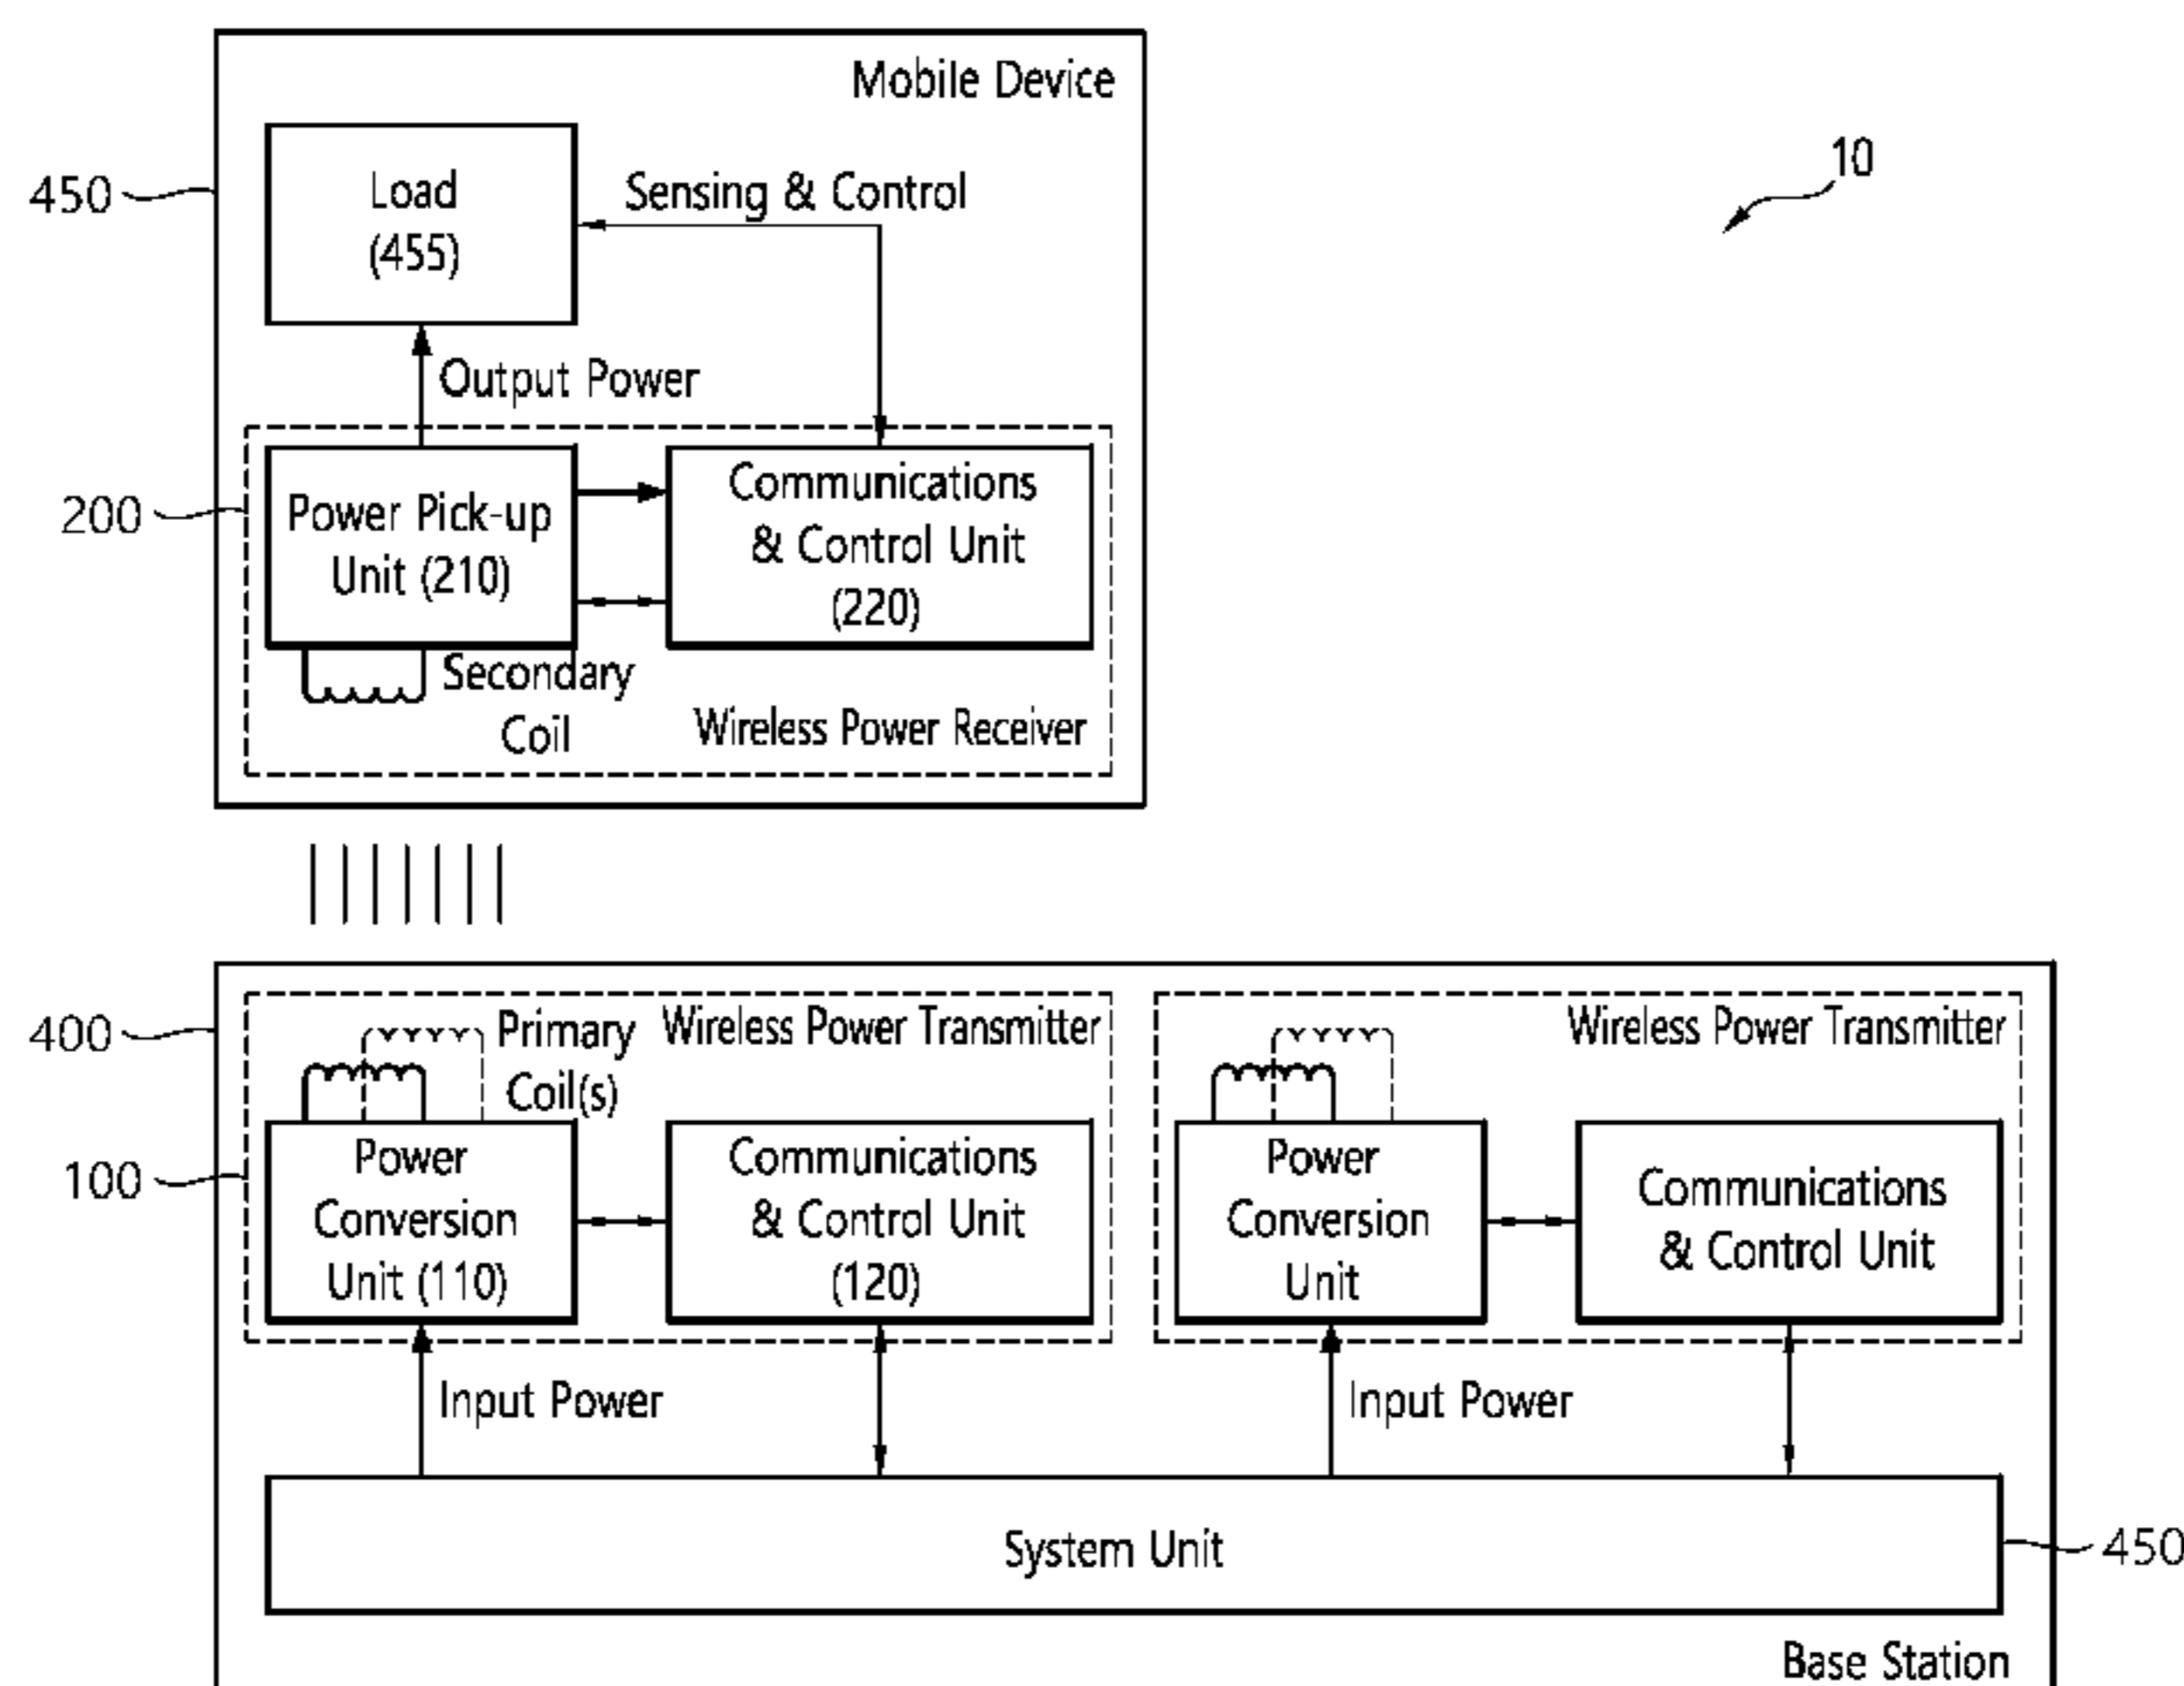 Mobile Device
10
450
Load
(455)
Sensing & Control
Output Power
200
Power Pick-up
Unit (210)
Communications
& Control Unit
(220)
Secondary
Coil
Wireless Power Receiver
400
Primary
Coil(s)
Wireless Power Transmitter
Wireless Power Transmitter
100
Power
Conversion
Unit (110)
Communications
& Control Unit
(120)
Power
Conversion
Unit
Communications
& Control Unit
Input Power
Input Power
System Unit
450
Base Station